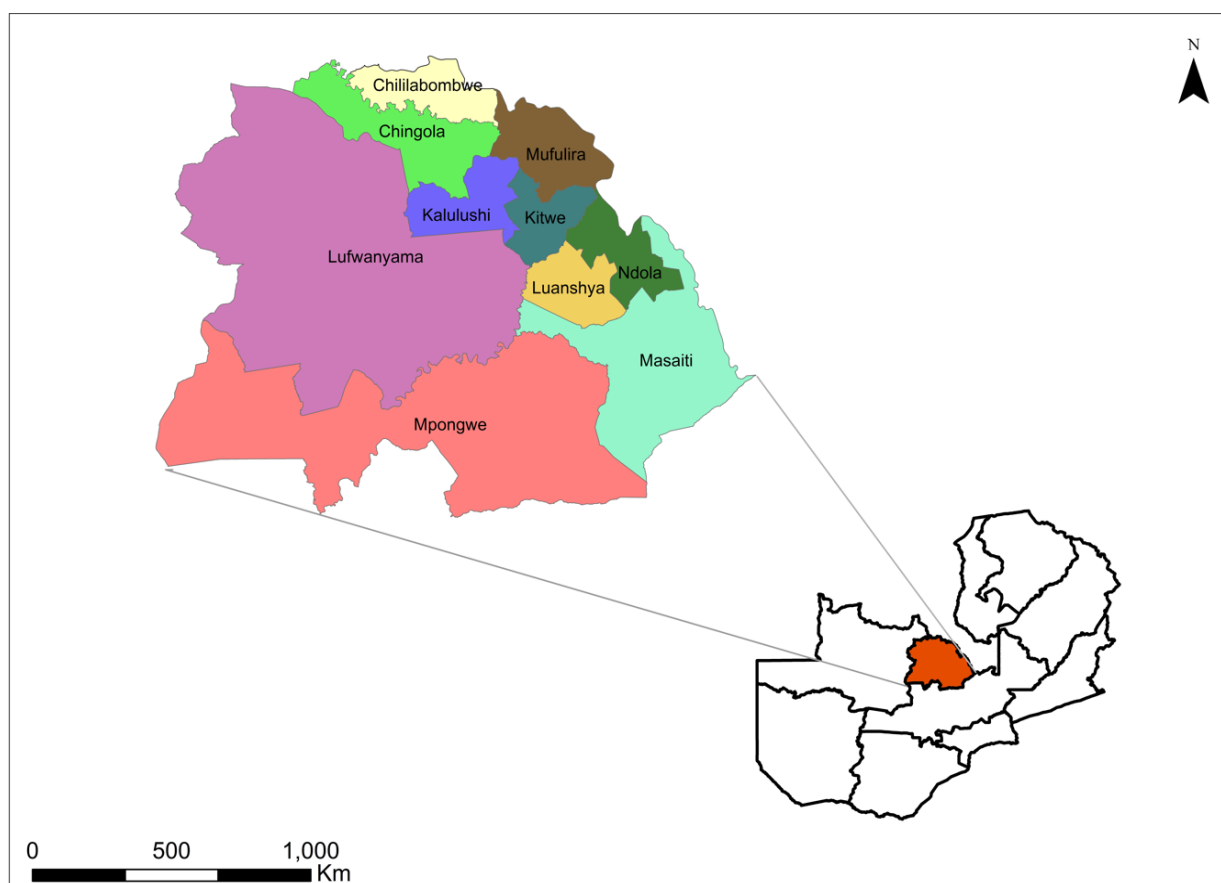 N
Chililabombwe
Chingola
Mufulira
Kalulushi
Kitwe
Lufwanyama
Ndola
Luanshya
Masaiti
Mpongwe
0 500 1,000
Km